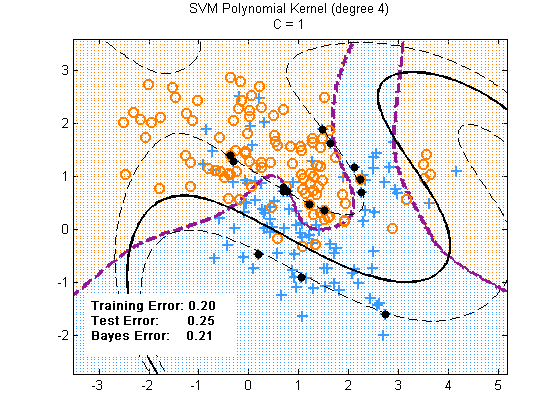 SVM Polynomial Kernel (degree 4)
C = 1
3
2
1
0
-1
-2
Training Error: 0.20
Test Error: 0.25
Bayes Error: 0.21
-3 -2 -1 0 1 2 3 4 5